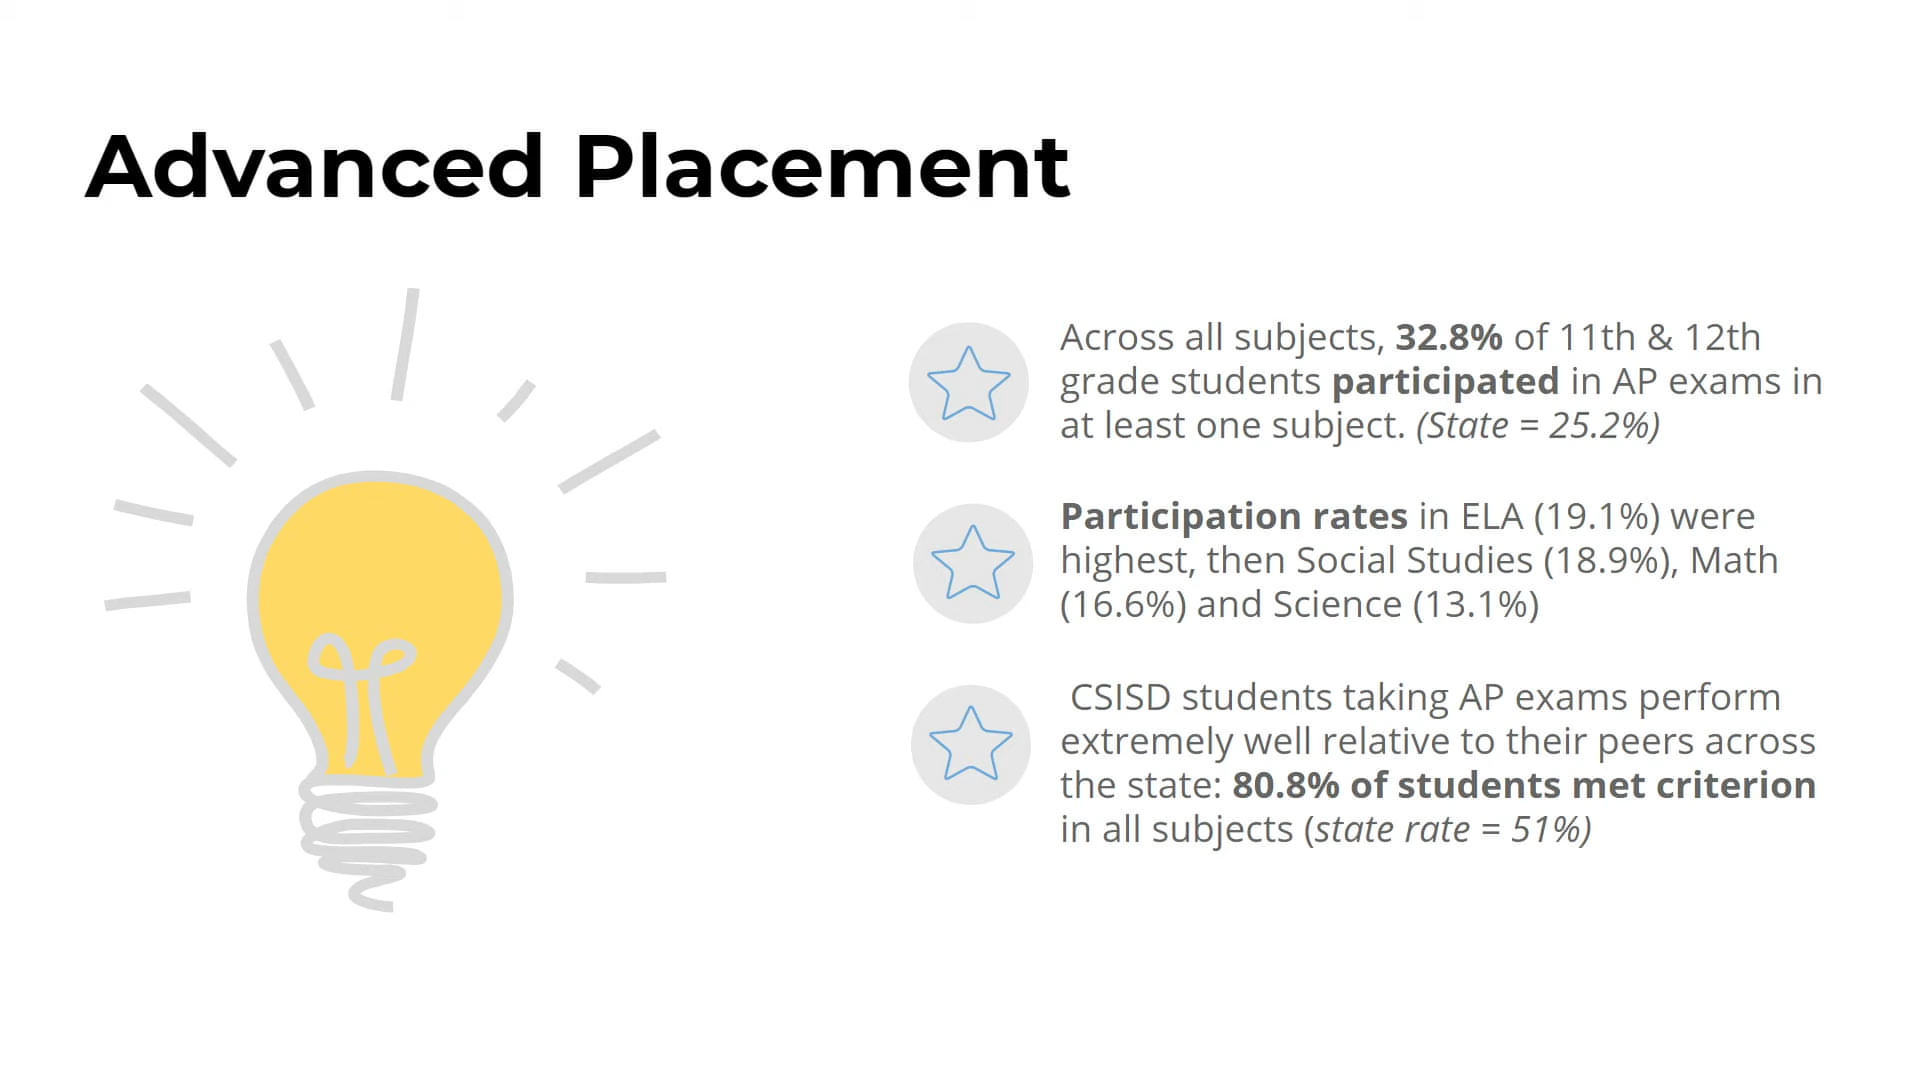 Advanced Placement
Across all subjects, 32.8% of 11th & 12th
grade students participated in AP exams in
at least one subject. (State = 25.2%)
Participation rates in ELA (19.1%) were
highest, then Social Studies (18.9%), Math
(16.6%) and Science (13.1%)
CSISD students taking AP exams perform
extremely well relative to their peers across
the state: 80.8% of students met criterion
in all subjects (state rate = 51%)